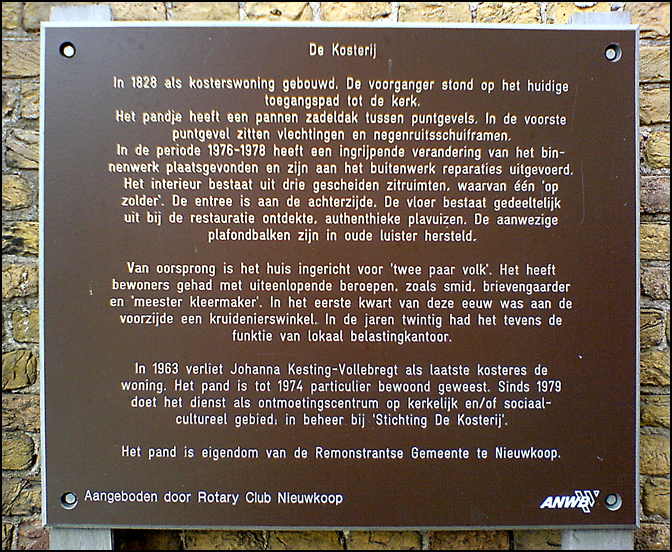 De Kosterij
In 1828 als kosterswoning gebouwd. De voorganger stond op het huidige
toegangspad tot de kerk.
Het pandje heeft een pannen zadeldak tussen puntgevels. In de voorste
puntgevel zitten vlechtingen en negenruitsschuiframen.
In de periode 1976-1978 heeft een ingrijpende verandering van het bin-
nenwerk plaatsgevonden en zijn aan het buitenwerk reparaties uitgevoerd.
Het interieur bestaat uit drie gescheiden zitruimten, waarvan één 'op
zolder'. De entree is aan de achterzijde. De vloer bestaat gedeeltelijk
uit bij de restauratie ontdekte, authenthieke plavuizen. De aanwezige
plafondbalken zijn in oude luister hersteld.
Van oorsprong is het huis ingericht voor 'twee paar volk'. Het heeft
bewoners gehad met uiteenlopende beroepen, zoals smid, brievengaarder
en 'meester kleermaker'. In het eerste kwart van deze eeuw was aan de
voorzijde een kruidenierswinkel. In de jaren twintig had het tevens de
funktie van lokaal belastingkantoor.
In 1963 verliet Johanna Kesting-Vollebregt als laatste kosteres de
woning. Het pand is tot 1974 particulier bewoond geweest. Sinds 1979
doet het dienst als ontmoetingscentrum op kerkelijk en/of sociaal-
cultureel gebied; in beheer bij 'Stichting De Kosterij'.
Het pand is eigendom van de Remonstrantse Gemeente te Nieuwkoop.
Aangeboden door Rotary Club Nieuwkoop
ANWB